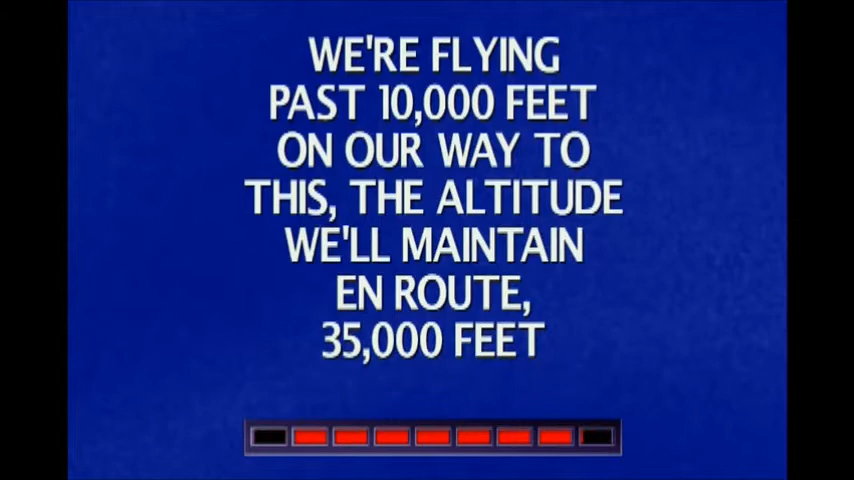 WE'RE FLYING
PAST 10,000 FEET
ON OUR WAY TO
THIS, THE ALTITUDE
WE'LL MAINTAIN
EN ROUTE,
35,000 FEET